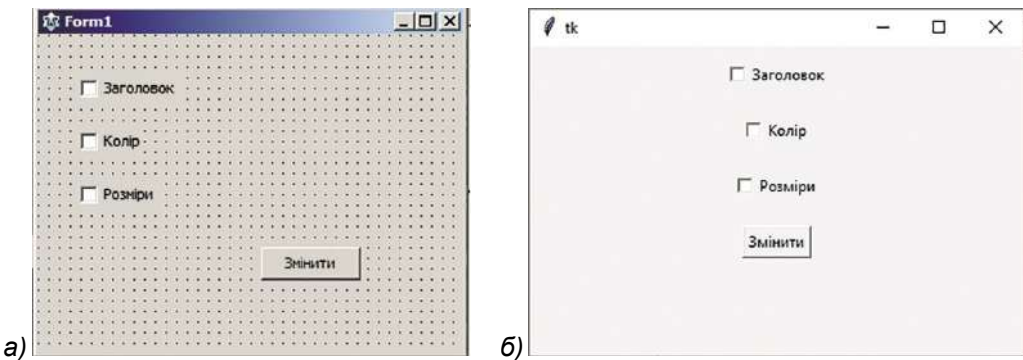 Form1
Заголовок
Колір
Розміри
Змінити
а)
tk
Заголовок
Колір
Розміри
Змінити
б)